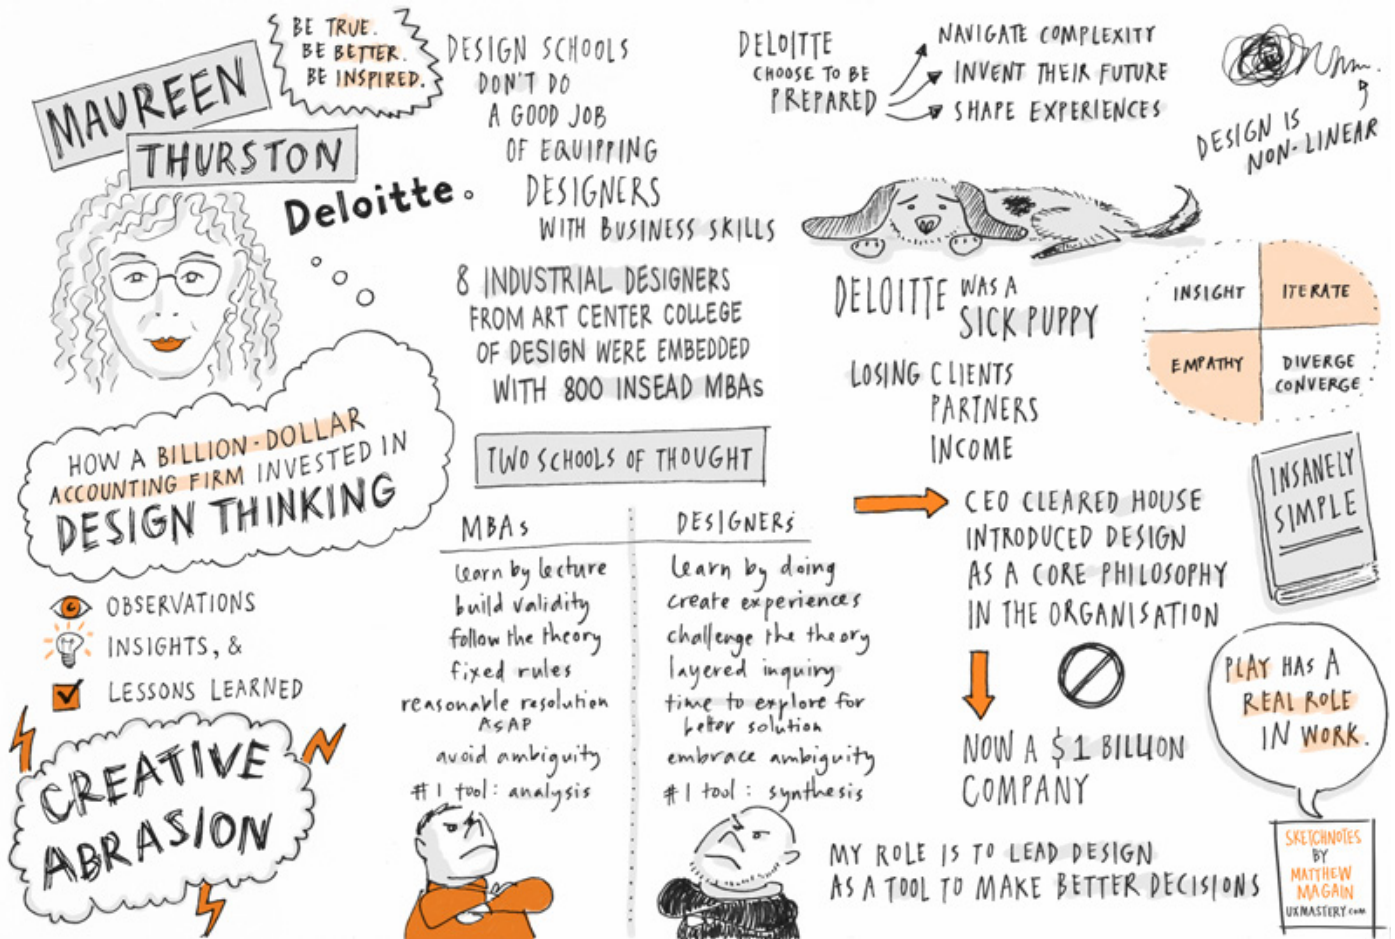 MAUREEN
THURSTON
Deloitte.
BE TRUE.
BE BETTER.
BE INSPIRED.
HOW A BILLION-DOLLAR
ACCOUNTING FIRM INVESTED IN
DESIGN THINKING
OBSERVATIONS
INSIGHTS, &
LESSONS LEARNED
CREATIVE
ABRASION
DESIGN SCHOOLS
DON'T DO
A GOOD JOB
OF EQUIPPING
DESIGNERS
WITH BUSINESS SKILLS
8 INDUSTRIAL DESIGNERS
FROM ART CENTER COLLEGE
OF DESIGN WERE EMBEDDED
WITH 800 INSEAD MBAs
TWO SCHOOLS OF THOUGHT
MBAs
learn by lecture
build validity
follow the theory
fixed rules
reasonable resolution
ASAP
avoid ambiguity
#1 tool: analysis
DESIGNERS
learn by doing
create experiences
challenge the theory
layered inquiry
time to explore for
better solution
embrace ambiguity
#1 tool: synthesis
DELOITTE
CHOOSE TO BE
PREPARED
NAVIGATE COMPLEXITY
INVENT THEIR FUTURE
SHAPE EXPERIENCES
DESIGN IS
NON-LINEAR
DELOITTE WAS A
SICK PUPPY
LOSING CLIENTS
PARTNERS
INCOME
INSIGHT
ITERATE
EMPATHY
DIVERGE
CONVERGE
CEO CLEARED HOUSE
INTRODUCED DESIGN
AS A CORE PHILOSOPHY
IN THE ORGANISATION
INSANELY
SIMPLE
NOW A $1 BILLION
COMPANY
PLAY HAS A
REAL ROLE
IN WORK.
MY ROLE IS TO LEAD DESIGN
AS A TOOL TO MAKE BETTER DECISIONS
SKETCHNOTES
BY
MATTHEW
MAGAIN
UXMASTERY.com